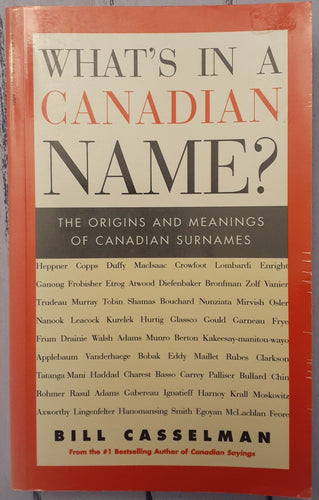 WHAT'S IN A
CANADIAN
NAME?
THE ORIGINS AND MEANINGS
OF CANADIAN SURNAMES
Heppner Copps Duffy MacIsaac Crowfoot Lombardi Enright
Ganong Frobisher Etrog Atwood Diefenbaker Bronfman Zolf Vanier
Trudeau Murray Tobin Shamas Bouchard Nunziata Mirvish Osler
Nanook Leacock Kurelek Hurtig Glassco Gould Garneau Frye
Frum Drainie Walsh Adams Munro Berton Kakeesay-manitou-wayo
Applebaum Vanderhaege Bobak Eddy Maillet Rubes Clarkson
Tatanga Mani Haddad Charest Basso Carrey Palliser Bullard Chin
Rohmer Rasul Adams Gabereau Ignatieff Harnoy Krall Moskovitz
Axworthy Lingenfelter Hanomansing Smith Egoyan McLachlan Feore
BILL CASSELMAN
From the #1 Bestselling Author of Canadian Sayings